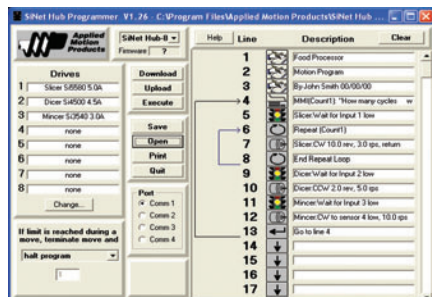 SiNet Hub Programmer V1.26 - C:\Program Files\Applied Motion Products\SiNet Hub ...
Applied Motion Products
SiNet Hub-8
Firmware ?
Drives
1 Slicer Si5580 5.0A
2 Dicer Si4500 4.5A
3 Mincer Si3540 3.0A
4 none
5 none
6 none
7 none
8 none
Change...
If limit is reached during a move, terminate move and
halt program
1
Download
Upload
Execute
Save
Open
Print
Quit
Port
Comm 1
Comm 2
Comm 3
Comm 4
Help Line Description Clear
1 Food Processor
2 Motion Program
3 By John Smith 00/00/00
4 MMI(Count1) "How many cycles w
5 Slicer:Wait for Input 1 low
6 Repeat (Count1)
7 Slicer:CW 10.0 rev, 3.0 rps, return
8 End Repeat Loop
9 Dicer:Wait for Input 2 low
10 Dicer:CCW 2.0 rev, 5.0 rps
11 Mincer:Wait for Input 3 low
12 Mincer:CW to sensor 4 low, 10.0 rps
13 Go to line 4
14
15
16
17